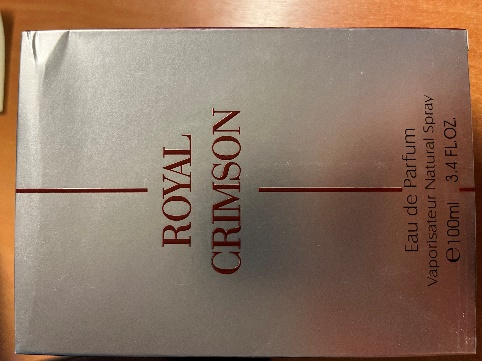 ROYAL
CRIMSON
Eau de Parfum
Vaporisateur Natural Spray
℮100ml 3.4 FL.OZ.